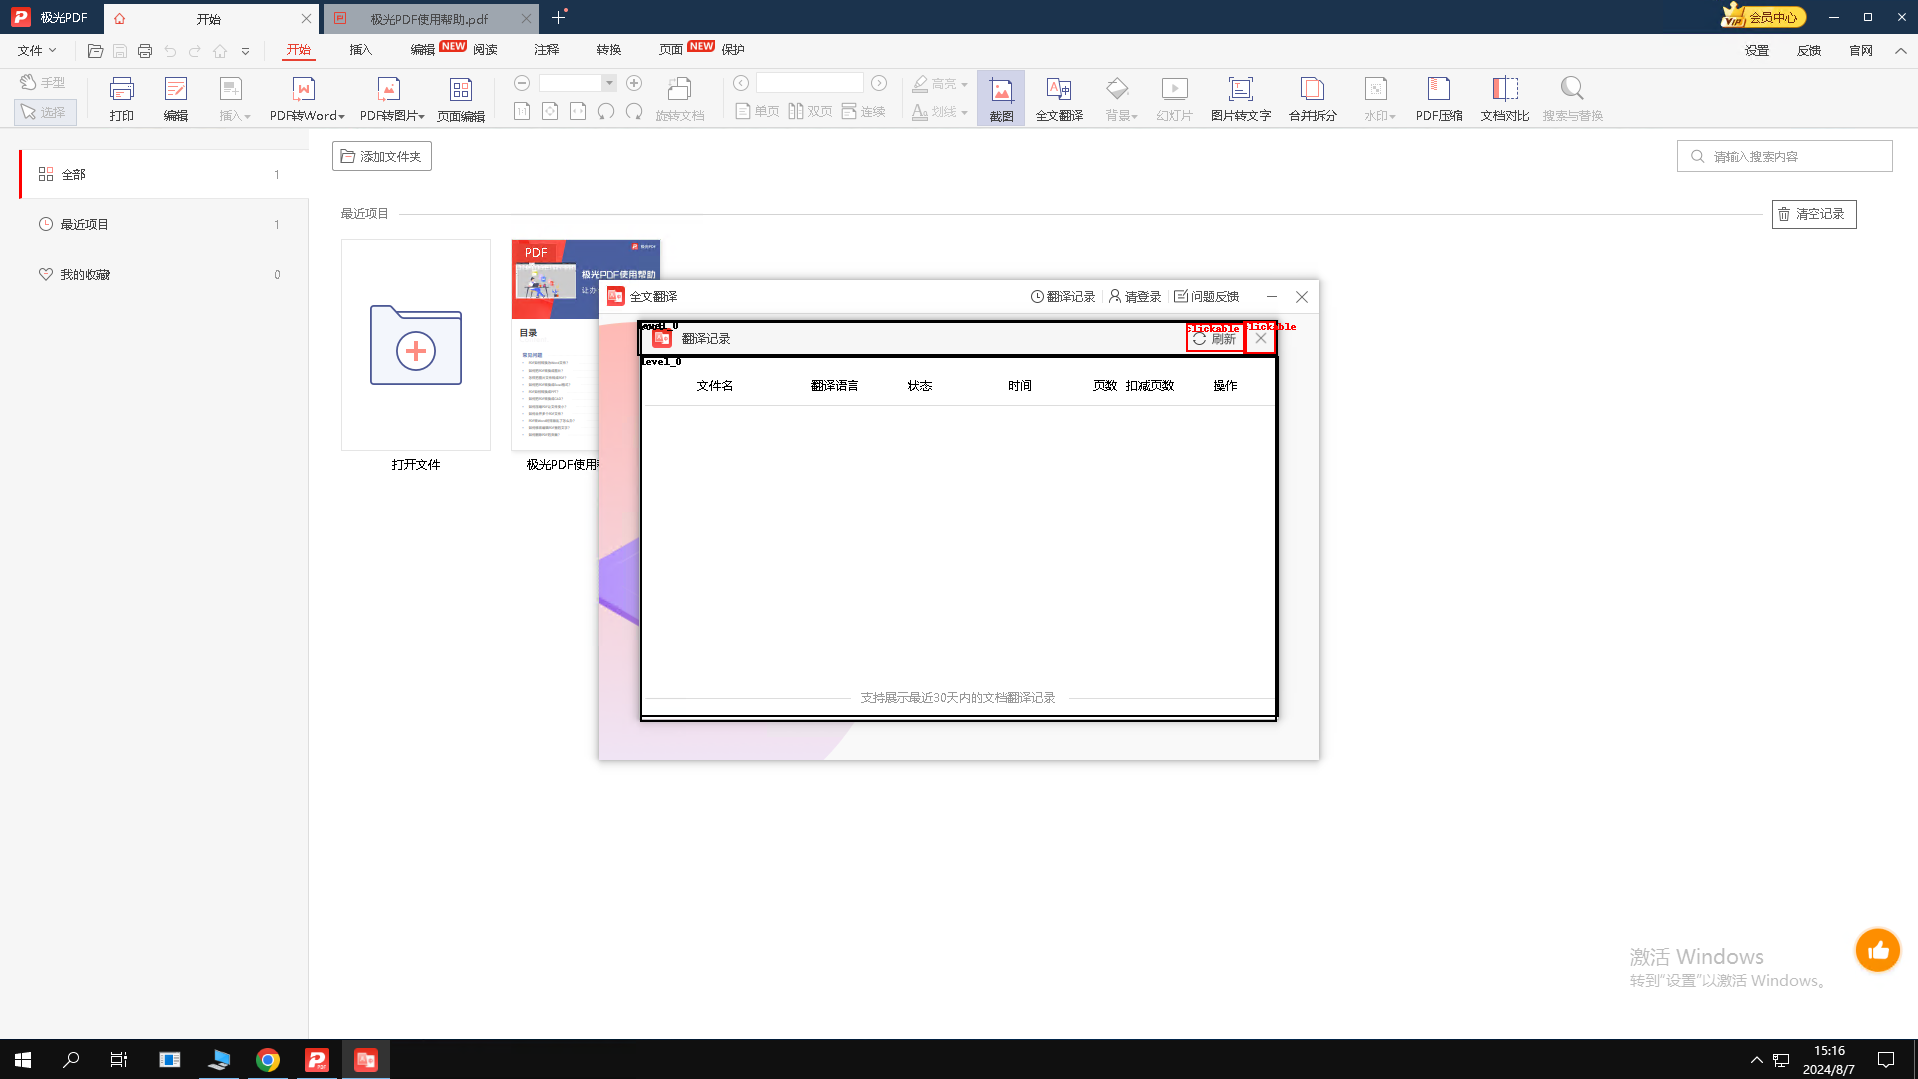 极光PDF
开始
极光PDF使用帮助.pdf
会员中心
文件
开始
插入
编辑
NEW
阅读
注释
转换
页面
NEW
保护
设置
反馈
官网
手型
选择
打印
编辑
插入
PDF转Word
PDF转图片
页面编辑
旋转文档
单页
双页
连续
高亮
划线
截图
全文翻译
背景
幻灯片
图片转文字
合并拆分
水印
PDF压缩
文档对比
搜索与替换
全部
1
最近项目
1
我的收藏
0
添加文件夹
请输入搜索内容
最近项目
清空记录
打开文件
PDF
极光PDF
极光PDF使用帮助
让办
目录
常见问题
极光PDF使用
全文翻译
翻译记录
请登录
问题反馈
level_0
翻译记录
clickable
刷新
clickable
level_0
文件名
翻译语言
状态
时间
页数
扣减页数
操作
支持展示最近30天内的文档翻译记录
激活 Windows
转到“设置”以激活 Windows。
15:16
2024/8/7